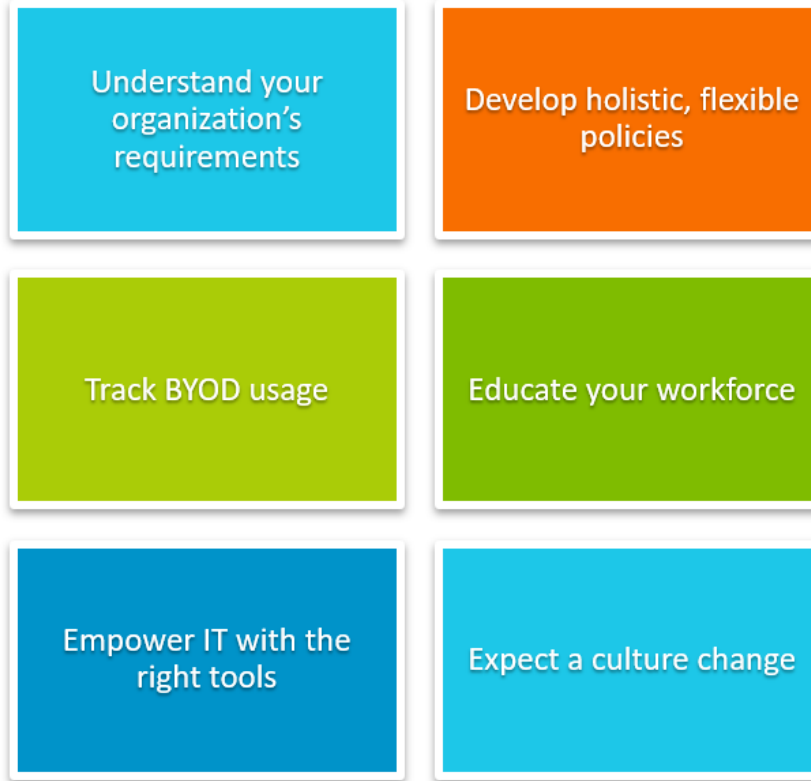 Understand your
organization’s
requirements
Develop holistic, flexible
policies
Track BYOD usage
Educate your workforce
Empower IT with the
right tools
Expect a culture change